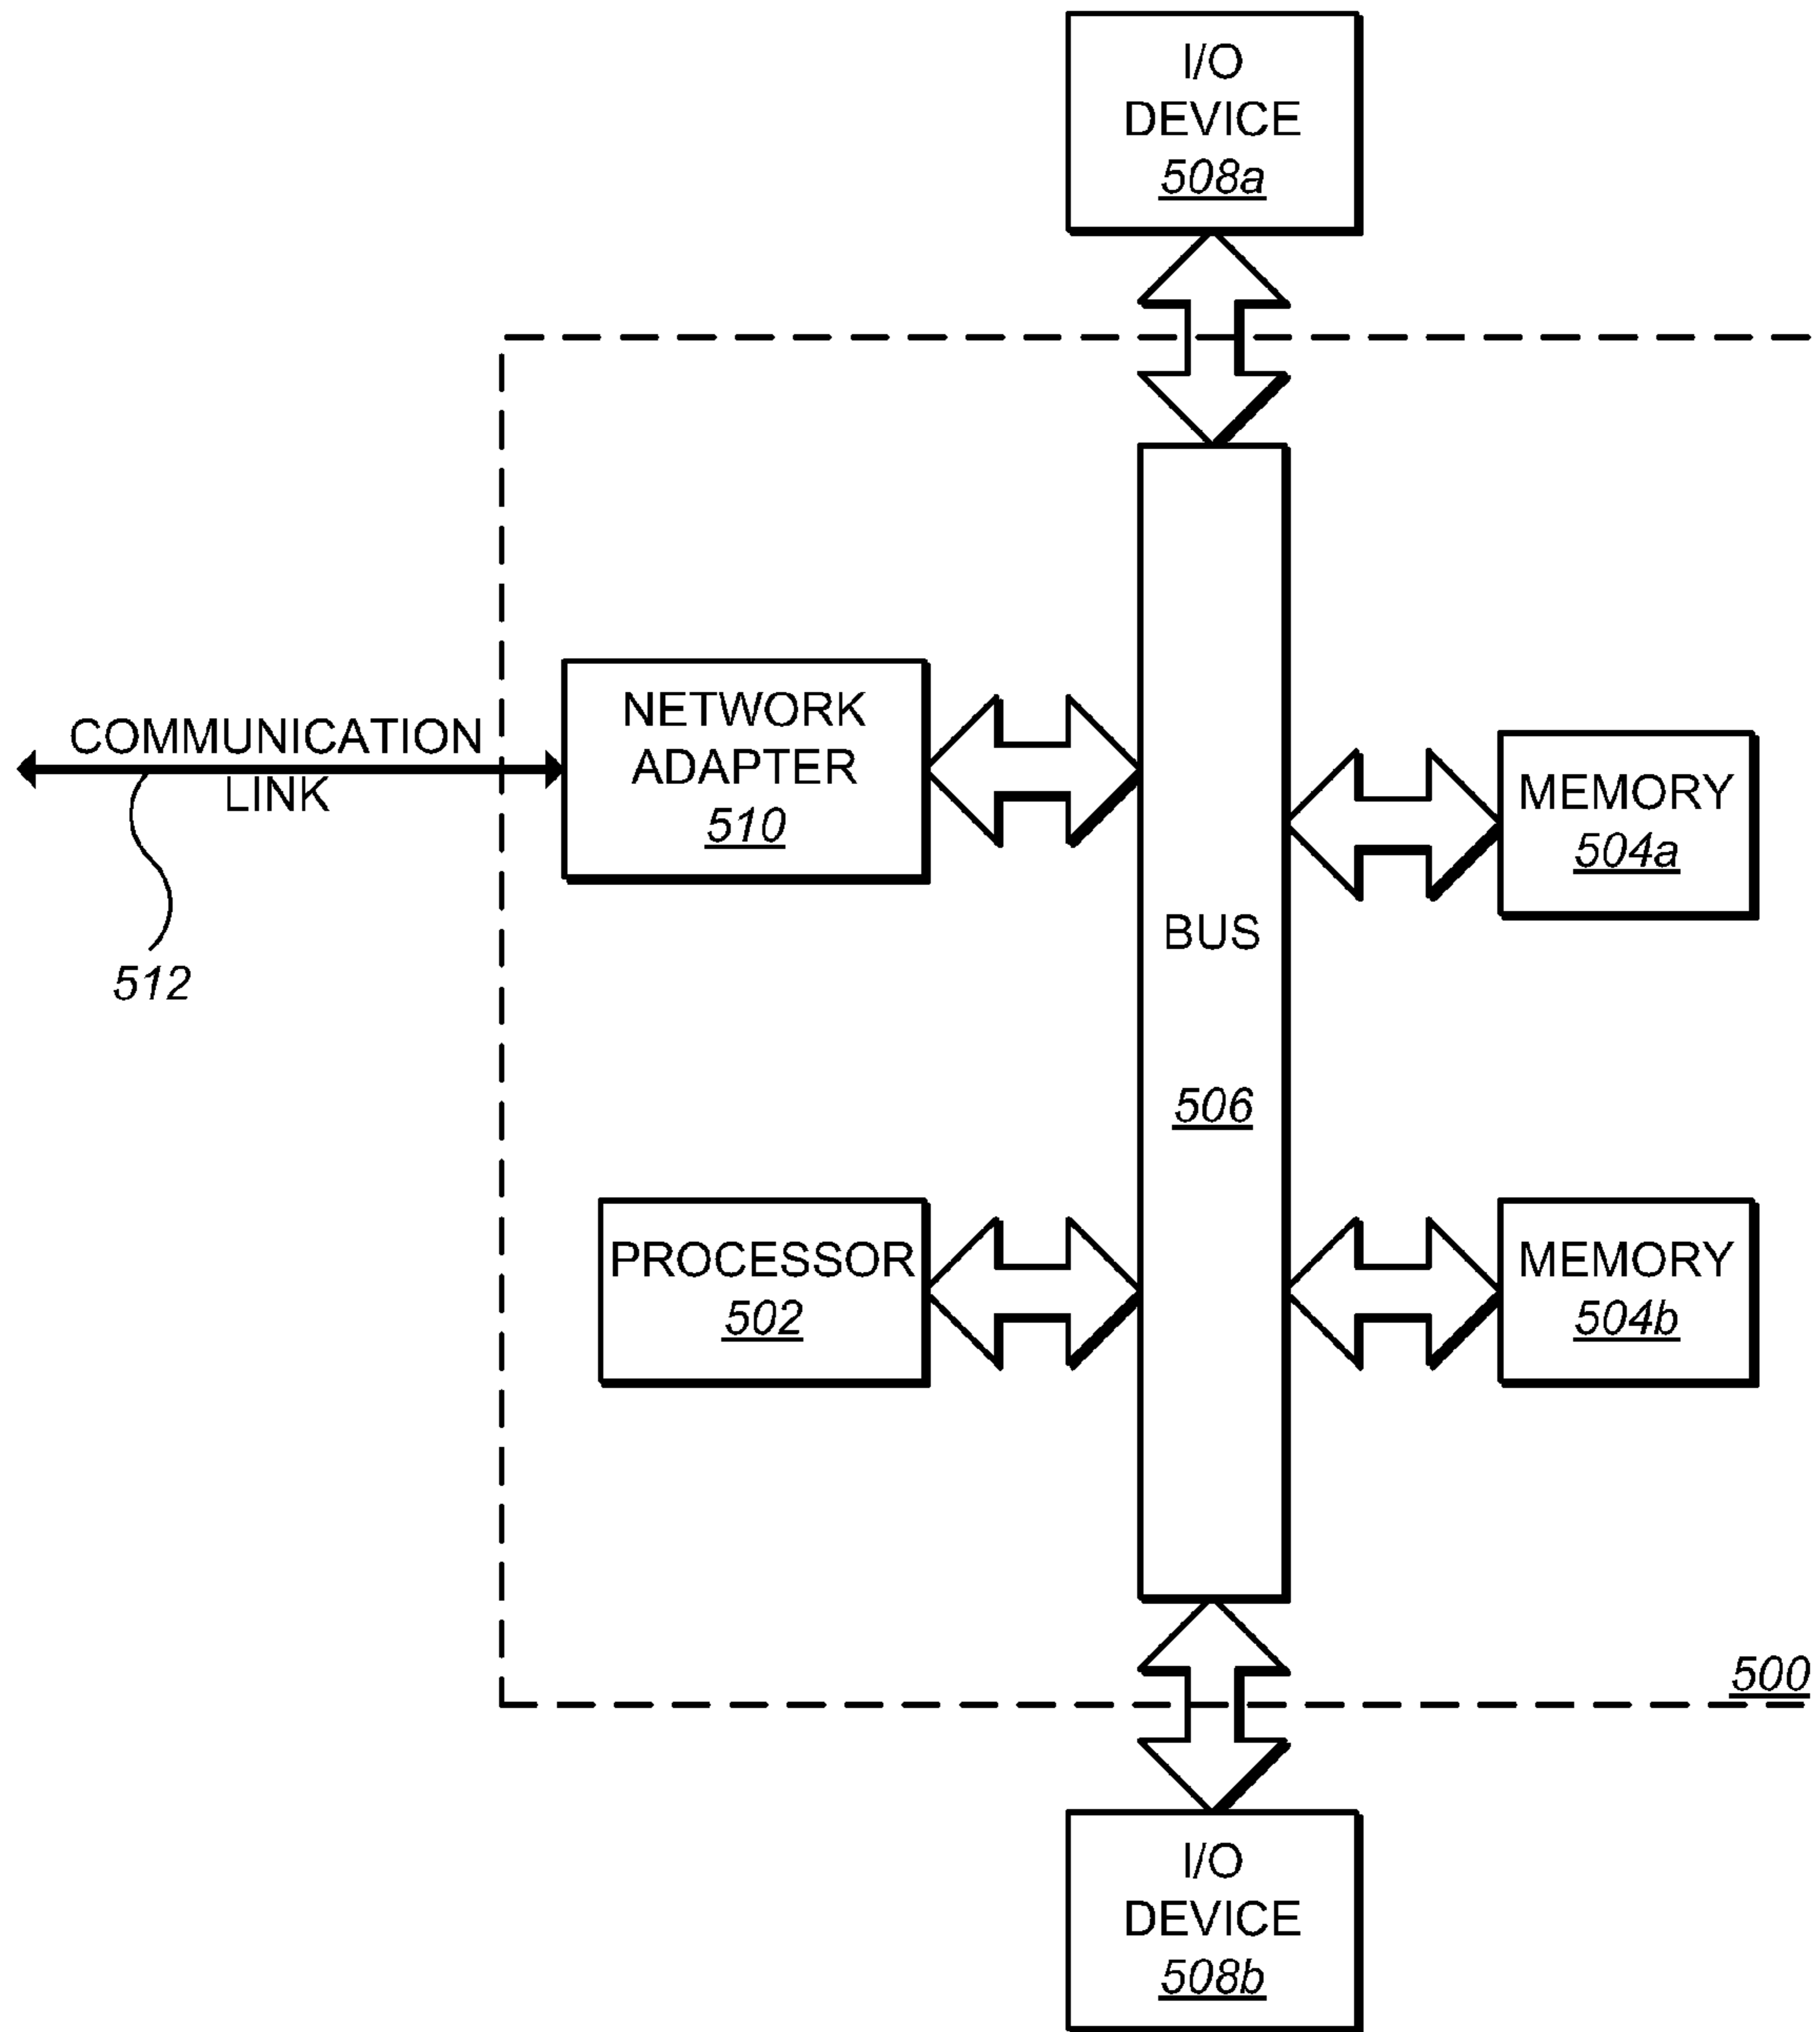 I/O
DEVICE
508a
COMMUNICATION
LINK
512
NETWORK
ADAPTER
510
MEMORY
504a
BUS
506
PROCESSOR
502
MEMORY
504b
500
I/O
DEVICE
508b